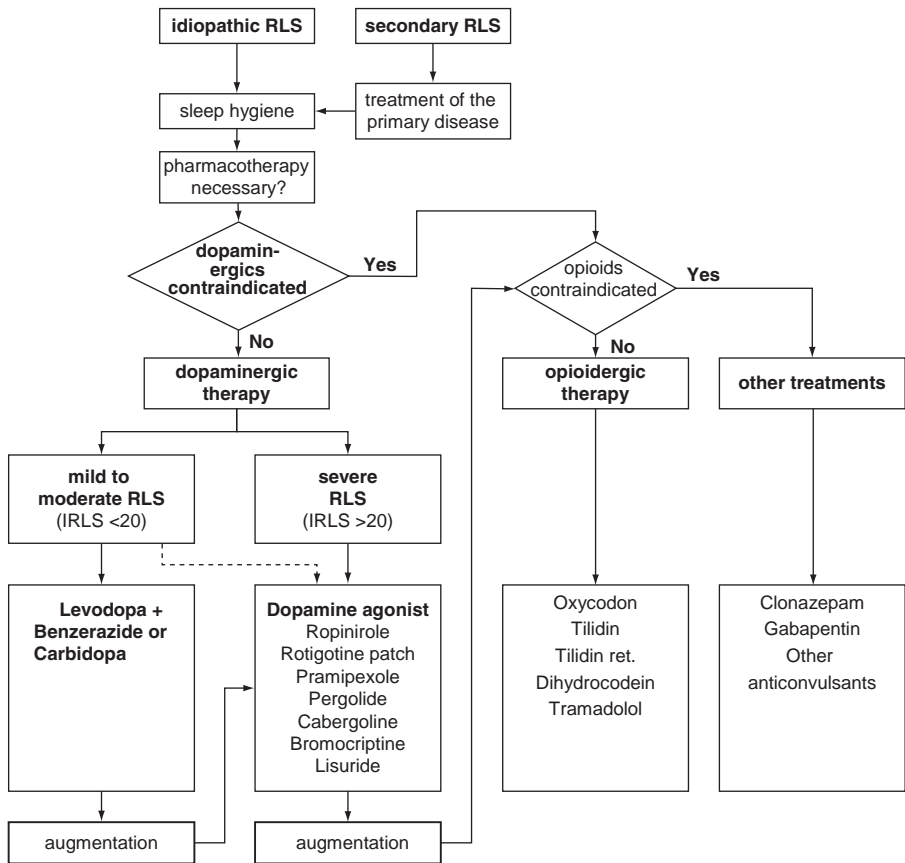 idiopathic RLS
secondary RLS
sleep hygiene
treatment of the
primary disease
pharmacotherapy
necessary?
dopamin-
ergics
contraindicated
Yes
opioids
contraindicated
Yes
No
No
dopaminergic
therapy
opioidergic
therapy
other treatments
mild to
moderate RLS
(IRLS <20)
severe
RLS
(IRLS >20)
Levodopa +
Benzerazide or
Carbidopa
Dopamine agonist
Ropinirole
Rotigotine patch
Pramipexole
Pergolide
Cabergoline
Bromocriptine
Lisuride
Oxycodon
Tilidin
Tilidin ret.
Dihydrocodein
Tramadolol
Clonazepam
Gabapentin
Other
anticonvulsants
augmentation
augmentation